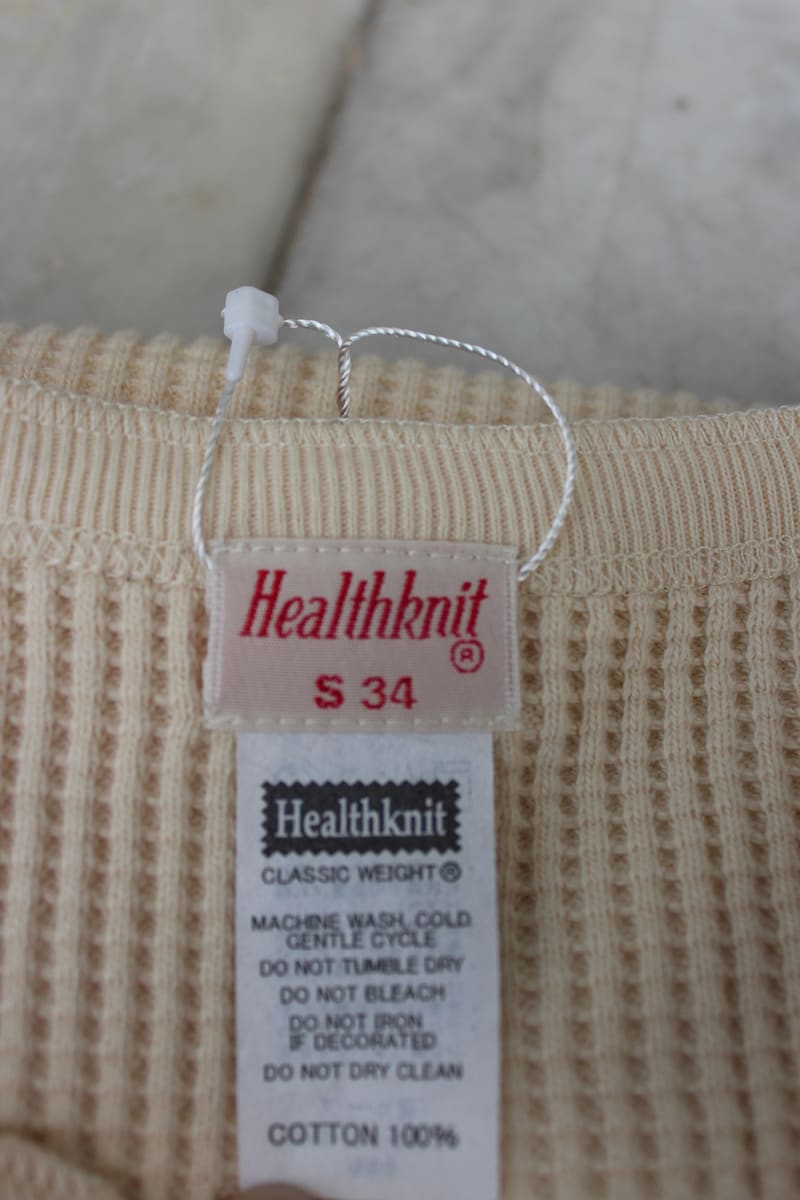 Healthknit
®
S 34
Healthknit
CLASSIC WEIGHT®
MACHINE WASH, COLD
GENTLE CYCLE
DO NOT TUMBLE DRY
DO NOT BLEACH
DO NOT IRON
IF DECORATED
DO NOT DRY CLEAN
COTTON 100%